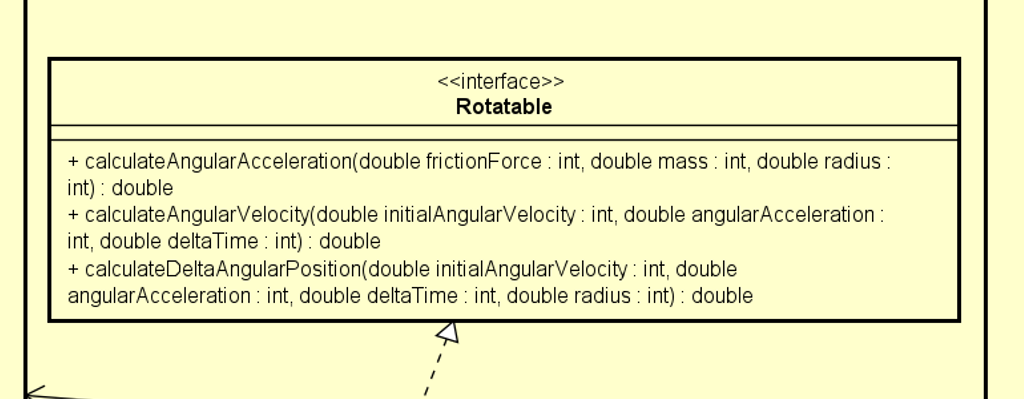 <<interface>>
Rotatable
+ calculateAngularAcceleration(double frictionForce : int, double mass : int, double radius :
int) : double
+ calculateAngularVelocity(double initialAngularVelocity : int, double angularAcceleration :
int, double deltaTime : int) : double
+ calculateDeltaAngularPosition(double initialAngularVelocity : int, double
angularAcceleration : int, double deltaTime : int, double radius : int) : double